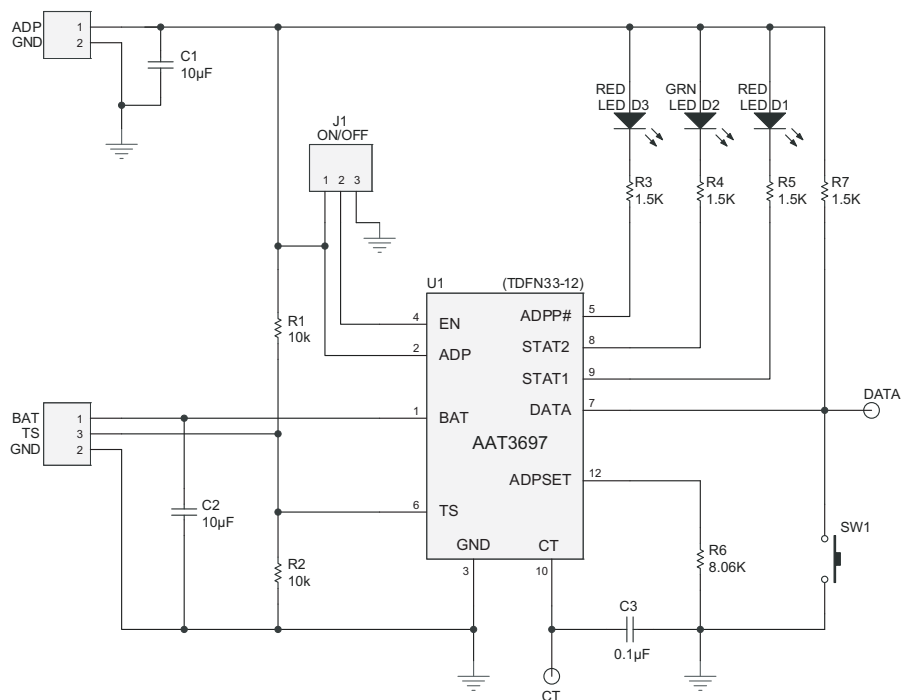 ADP 1
GND 2
C1
10µF
J1
ON/OFF
1 2 3
RED
LED D3
GRN
LED D2
RED
LED D1
R3
1.5K
R4
1.5K
R5
1.5K
R7
1.5K
U1 (TDFN33-12)
R1
10k
4 EN
2 ADP
1 BAT
6 TS
ADPP# 5
STAT2 8
STAT1 9
DATA 7
ADPSET 12
AAT3697
GND
3
CT
10
DATA
BAT 1
TS 3
GND 2
C2
10µF
R2
10k
R6
8.06K
SW1
C3
0.1µF
CT